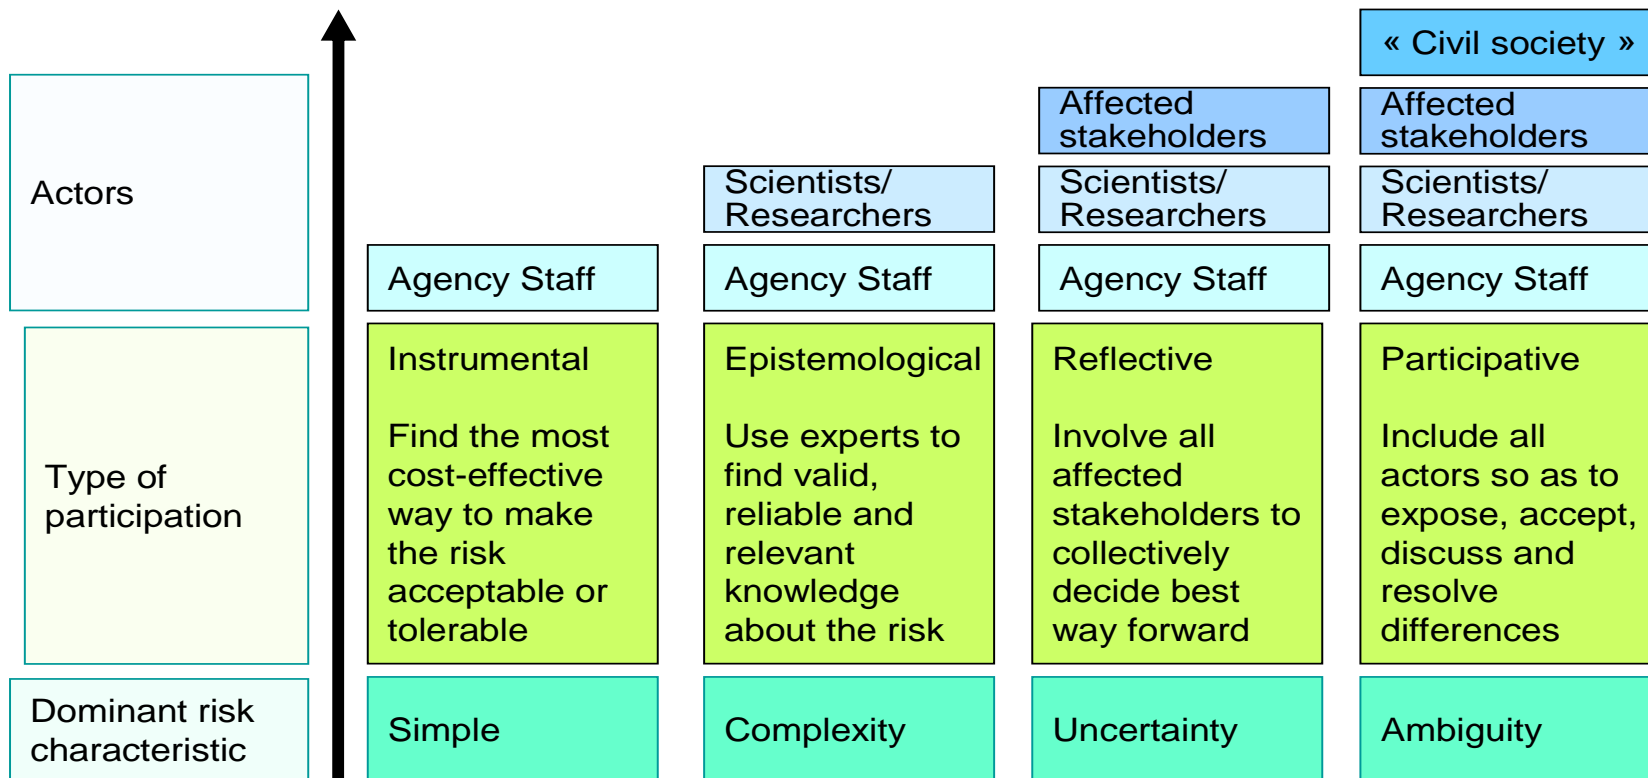 « Civil society »
Actors
Affected
stakeholders
Affected
stakeholders
Scientists/
Researchers
Scientists/
Researchers
Scientists/
Researchers
Agency Staff
Agency Staff
Agency Staff
Agency Staff
Type of
participation
Instrumental
Find the most
cost-effective
way to make
the risk
acceptable or
tolerable
Epistemological
Use experts to
find valid,
reliable and
relevant
knowledge
about the risk
Reflective
Involve all
affected
stakeholders to
collectively
decide best
way forward
Participative
Include all
actors so as to
expose, accept,
discuss and
resolve
differences
Dominant risk
characteristic
Simple
Complexity
Uncertainty
Ambiguity